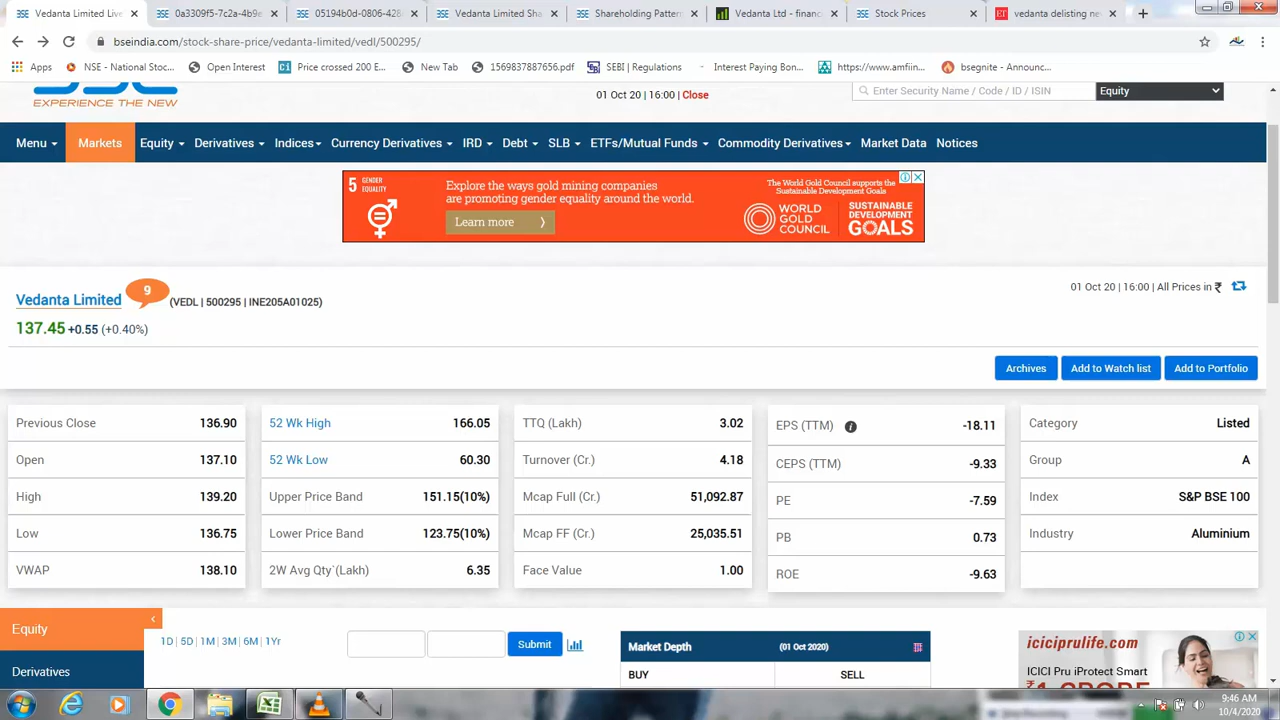 Vedanta Limited Live
0a3309f5-7c2a-4b9e
05194b0d-0806-428
Vedanta Limited Sha
Shareholding Pattern
Vedanta Ltd - financ
Stock Prices
ET vedanta delisting ne
bseindia.com/stock-share-price/vedanta-limited/vedl/500295/
Apps NSE - National Stoc... Open Interest Price crossed 200 E... New Tab 1569837887656.pdf SEBI | Regulations Interest Paying Bon... https://www.amfiin... bsegnite - Announc...
EXPERIENCE THE NEW
01 Oct 20 | 16:00 | Close
Enter Security Name / Code / ID / ISIN
Equity
Menu Markets Equity Derivatives Indices Currency Derivatives IRD Debt SLB ETFs/Mutual Funds Commodity Derivatives Market Data Notices
5 GENDER EQUALITY
Explore the ways gold mining companies
are promoting gender equality around the world.
Learn more
The World Gold Council supports the
Sustainable Development Goals
WORLD GOLD COUNCIL
SUSTAINABLE DEVELOPMENT GOALS
Vedanta Limited 9 (VEDL | 500295 | INE205A01025)
01 Oct 20 | 16:00 | All Prices in ₹
137.45 +0.55 (+0.40%)
Archives
Add to Watch list
Add to Portfolio
Previous Close 136.90
Open 137.10
High 139.20
Low 136.75
VWAP 138.10
52 Wk High 166.05
52 Wk Low 60.30
Upper Price Band 151.15(10%)
Lower Price Band 123.75(10%)
2W Avg Qty`(Lakh) 6.35
TTQ (Lakh) 3.02
Turnover (Cr.) 4.18
Mcap Full (Cr.) 51,092.87
Mcap FF (Cr.) 25,035.51
Face Value 1.00
EPS (TTM) -18.11
CEPS (TTM) -9.33
PE -7.59
PB 0.73
ROE -9.63
Category Listed
Group A
Index S&P BSE 100
Industry Aluminium
Equity
Derivatives
1D | 5D | 1M | 3M | 6M | 1Yr
Submit
Market Depth (01 Oct 2020)
BUY SELL
iciciprulife.com
ICICI Pru iProtect Smart
₹1 CRORE
9:46 AM
10/4/2020